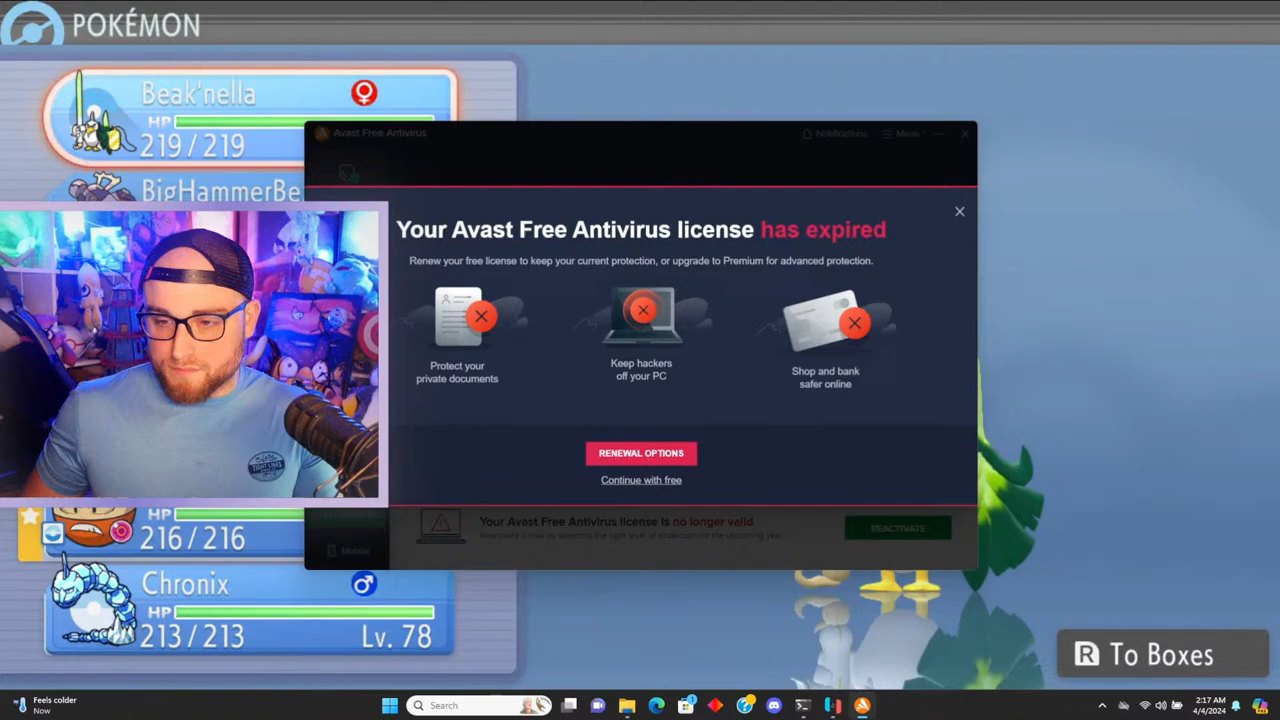 POKÉMON
Beak'nella
HP
219/219
BigHammerBe
Avast Free Antivirus
Notifications
Menu
Your Avast Free Antivirus license has expired
Renew your free license to keep your current protection, or upgrade to Premium for advanced protection.
Protect your
private documents
Keep hackers
off your PC
Shop and bank
safer online
RENEWAL OPTIONS
Continue with free
Your Avast Free Antivirus license is no longer valid
REACTIVATE
Mobile
HP
216/216
Chronix
HP
213/213
Lv. 78
R To Boxes
Feels colder
Now
Search
2:17 AM
4/4/2024